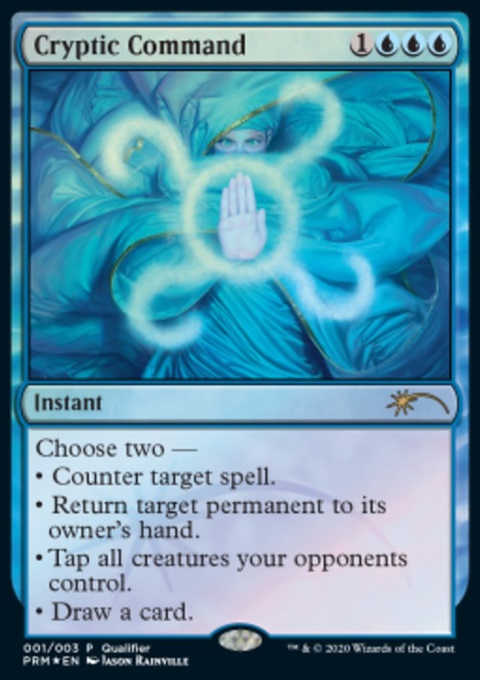 Cryptic Command 1
Instant
Choose two —
• Counter target spell.
• Return target permanent to its
owner's hand.
• Tap all creatures your opponents
control.
• Draw a card.
001/003 P Qualifier
PRM★EN Jason Rainville
™ & © 2020 Wizards of the Coast